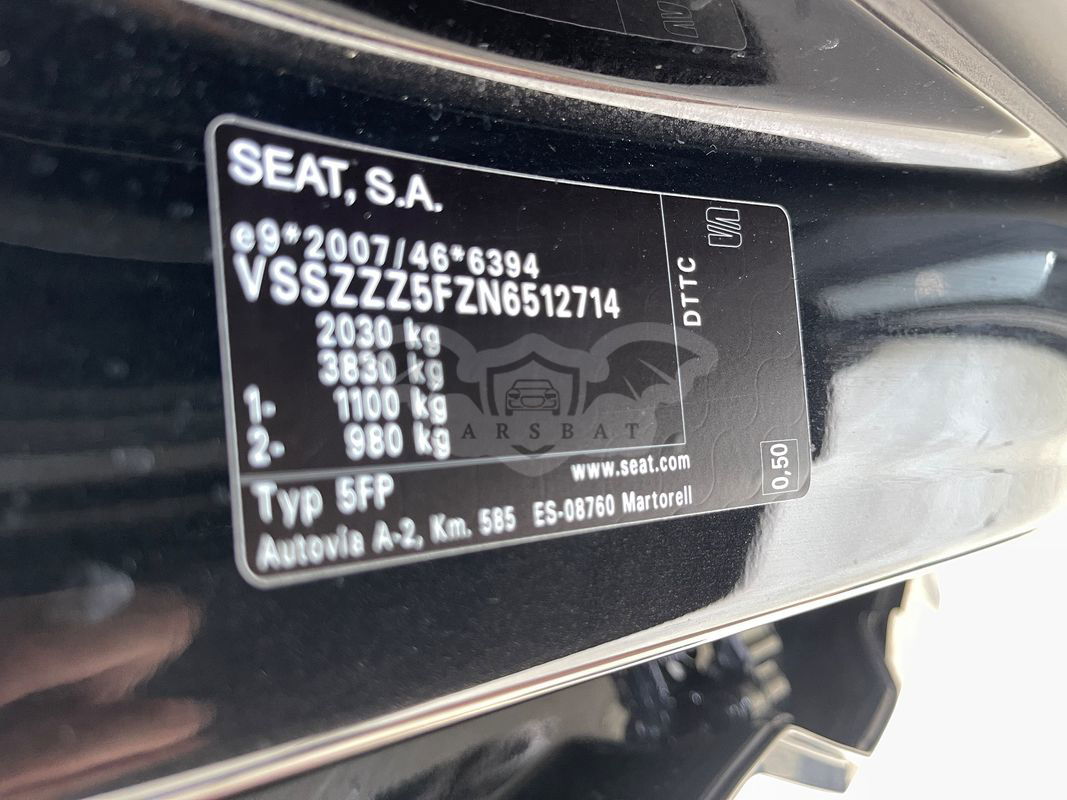 SEAT, S.A.
e9*2007/46*6394
VSSZZZ5FZN6512714
2030 kg
3830 kg
1- 1100 kg
2- 980 kg
DTTC
0,50
www.seat.com
Typ 5FP
Autovía A-2, Km. 585 ES-08760 Martorell
ARSBAT